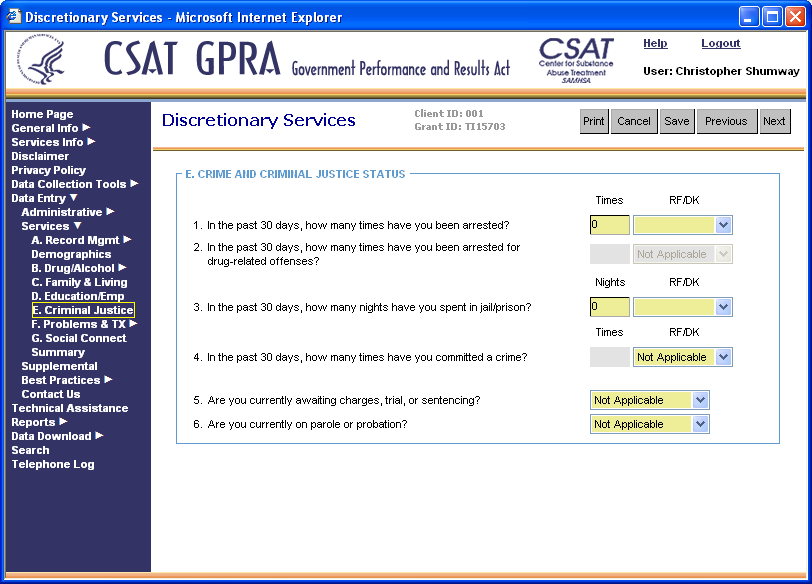 Discretionary Services - Microsoft Internet Explorer
CSAT GPRA Government Performance and Results Act
CSAT
Center for Substance
Abuse Treatment
SAMHSA
Help Logout
User: Christopher Shumway
Home Page
General Info
Services Info
Disclaimer
Privacy Policy
Data Collection Tools
Data Entry
Administrative
Services
A. Record Mgmt
Demographics
B. Drug/Alcohol
C. Family & Living
D. Education/Emp
E. Criminal Justice
F. Problems & TX
G. Social Connect
Summary
Supplemental
Best Practices
Contact Us
Technical Assistance
Reports
Data Download
Search
Telephone Log
Discretionary Services
Client ID: 001
Grant ID: TI15703
Print Cancel Save Previous Next
E. CRIME AND CRIMINAL JUSTICE STATUS
Times RF/DK
1. In the past 30 days, how many times have you been arrested? 0
2. In the past 30 days, how many times have you been arrested for
drug-related offenses? Not Applicable
Nights RF/DK
3. In the past 30 days, how many nights have you spent in jail/prison? 0
Times RF/DK
4. In the past 30 days, how many times have you committed a crime? Not Applicable
5. Are you currently awaiting charges, trial, or sentencing? Not Applicable
6. Are you currently on parole or probation? Not Applicable